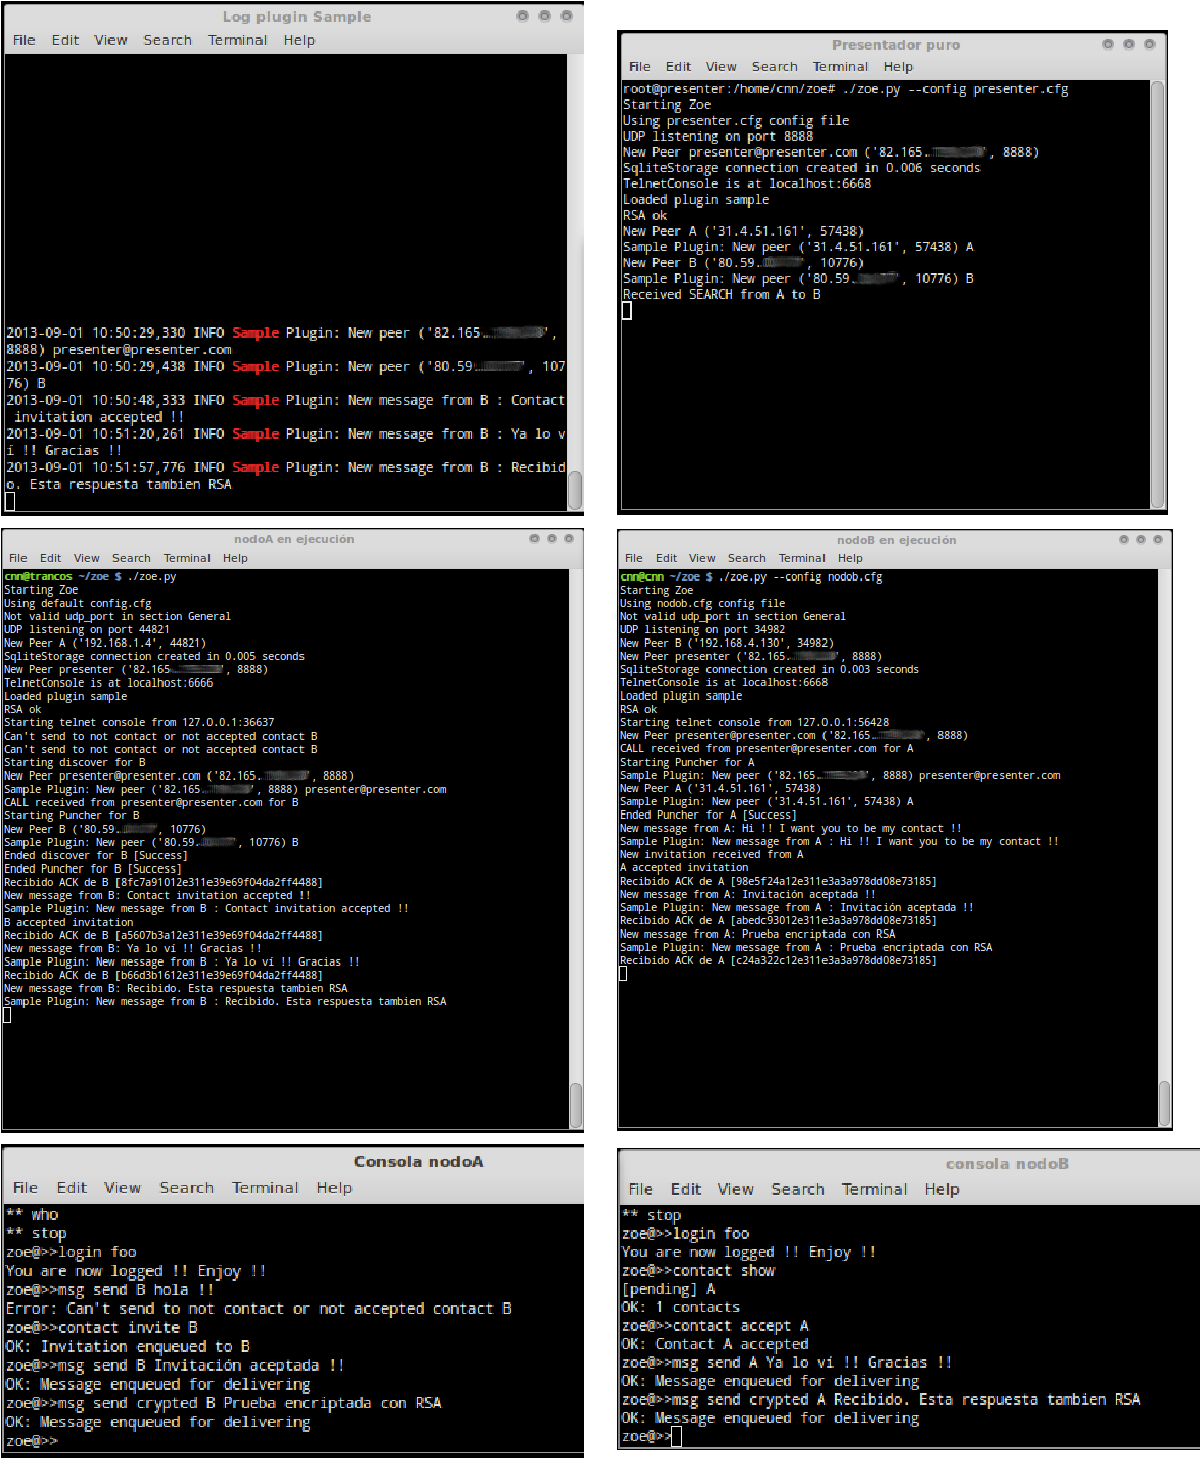 Log plugin Sample
File Edit View Search Terminal Help
2013-09-01 10:50:29,330 INFO Sample Plugin: New peer ('82.165. ',
8888) presenter@presenter.com
2013-09-01 10:50:29,438 INFO Sample Plugin: New peer ('80.59. ', 107
76) B
2013-09-01 10:50:48,333 INFO Sample Plugin: New message from B : Contact
invitation accepted !!
2013-09-01 10:51:20,261 INFO Sample Plugin: New message from B : Ya lo v
í !! Gracias !!
2013-09-01 10:51:57,776 INFO Sample Plugin: New message from B : Recibid
o. Esta respuesta tambien RSA
Presentador puro
File Edit View Search Terminal Help
root@presenter:/home/cnn/zoe# ./zoe.py --config presenter.cfg
Starting Zoe
Using presenter.cfg config file
UDP listening on port 8888
New Peer presenter@presenter.com ('82.165. ', 8888)
SqliteStorage connection created in 0.006 seconds
TelnetConsole is at localhost:6668
Loaded plugin sample
RSA ok
New Peer A ('31.4.51.161', 57438)
Sample Plugin: New peer ('31.4.51.161', 57438) A
New Peer B ('80.59. ', 10776)
Sample Plugin: New peer ('80.59. ', 10776) B
Received SEARCH from A to B
nodoA en ejecución
File Edit View Search Terminal Help
cnn@trancos ~/zoe $ ./zoe.py
Starting Zoe
Using default config.cfg
Not valid udp_port in section General
UDP listening on port 44821
New Peer A ('192.168.1.4', 44821)
SqliteStorage connection created in 0.005 seconds
New Peer presenter ('82.165 ', 8888)
TelnetConsole is at localhost:6666
Loaded plugin sample
RSA ok
Starting telnet console from 127.0.0.1:36637
Can't send to not contact or not accepted contact B
Can't send to not contact or not accepted contact B
Starting discover for B
New Peer presenter@presenter.com ('82.165. ', 8888)
Sample Plugin: New peer ('82.165. ', 8888) presenter@presenter.com
CALL received from presenter@presenter.com for B
Starting Puncher for B
New Peer B ('80.59. ', 10776)
Sample Plugin: New peer ('80.59. ', 10776) B
Ended discover for B [Success]
Ended Puncher for B [Success]
Recibido ACK de B [8fc7a91012e311e39e69f04da2ff4488]
New message from B: Contact invitation accepted !!
Sample Plugin: New message from B : Contact invitation accepted !!
B accepted invitation
Recibido ACK de B [a5607b3a12e311e39e69f04da2ff4488]
New message from B: Ya lo ví !! Gracias !!
Sample Plugin: New message from B : Ya lo ví !! Gracias !!
Recibido ACK de B [b66d3b1612e311e39e69f04da2ff4488]
New message from B: Recibido. Esta respuesta tambien RSA
Sample Plugin: New message from B : Recibido. Esta respuesta tambien RSA
nodoB en ejecución
File Edit View Search Terminal Help
cnn@cnn ~/zoe $ ./zoe.py --config nodob.cfg
Starting Zoe
Using nodob.cfg config file
Not valid udp_port in section General
UDP listening on port 34982
New Peer B ('192.168.4.130', 34982)
New Peer presenter ('82.165. ', 8888)
SqliteStorage connection created in 0.003 seconds
TelnetConsole is at localhost:6668
Loaded plugin sample
RSA ok
Starting telnet console from 127.0.0.1:56428
New Peer presenter@presenter.com ('82.165. ', 8888)
CALL received from presenter@presenter.com for A
Starting Puncher for A
Sample Plugin: New peer ('82.165. ', 8888) presenter@presenter.com
New Peer A ('31.4.51.161', 57438)
Sample Plugin: New peer ('31.4.51.161', 57438) A
Ended Puncher for A [Success]
New message from A: Hi !! I want you to be my contact !!
Sample Plugin: New message from A : Hi !! I want you to be my contact !!
New invitation received from A
A accepted invitation
Recibido ACK de A [98e5f24a12e311e3a3a978dd08e73185]
New message from A: Invitación aceptada !!
Sample Plugin: New message from A : Invitación aceptada !!
Recibido ACK de A [abedc93012e311e3a3a978dd08e73185]
New message from A: Prueba encriptada con RSA
Sample Plugin: New message from A : Prueba encriptada con RSA
Recibido ACK de A [c24a322c12e311e3a3a978dd08e73185]
Consola nodoA
File Edit View Search Terminal Help
** who
** stop
zoe@>>login foo
You are now logged !! Enjoy !!
zoe@>>msg send B hola !!
Error: Can't send to not contact or not accepted contact B
zoe@>>contact invite B
OK: Invitation enqueued to B
zoe@>>msg send B Invitación aceptada !!
OK: Message enqueued for delivering
zoe@>>msg send crypted B Prueba encriptada con RSA
OK: Message enqueued for delivering
zoe@>>
consola nodoB
File Edit View Search Terminal Help
** stop
zoe@>>login foo
You are now logged !! Enjoy !!
zoe@>>contact show
[pending] A
OK: 1 contacts
zoe@>>contact accept A
OK: Contact A accepted
zoe@>>msg send A Ya lo ví !! Gracias !!
OK: Message enqueued for delivering
zoe@>>msg send crypted A Recibido. Esta respuesta tambien RSA
OK: Message enqueued for delivering
zoe@>>